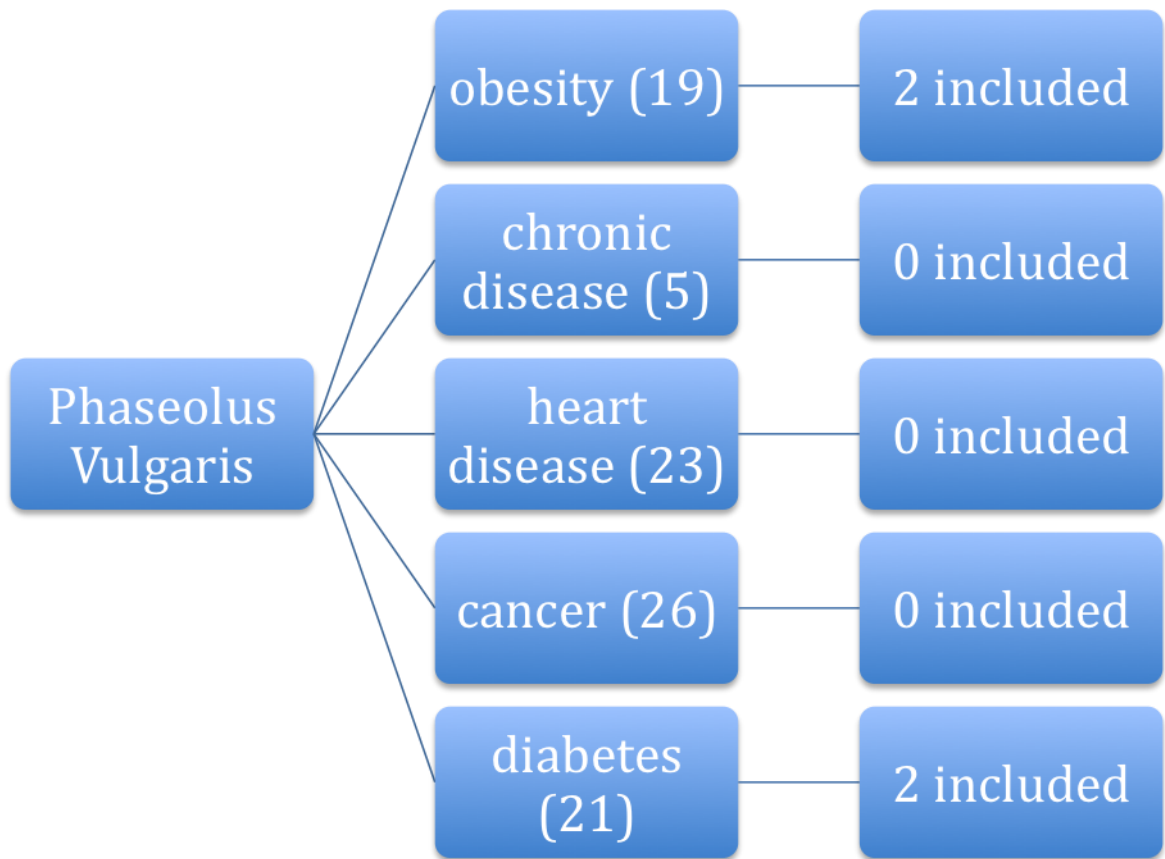 Phaseolus
Vulgaris
obesity (19)
2 included
chronic
disease (5)
0 included
heart
disease (23)
0 included
cancer (26)
0 included
diabetes
(21)
2 included